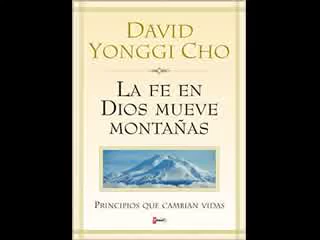 DAVID
YONGGI CHO
LA FE EN
DIOS MUEVE
MONTAÑAS
PRINCIPIOS QUE CAMBIAN VIDAS